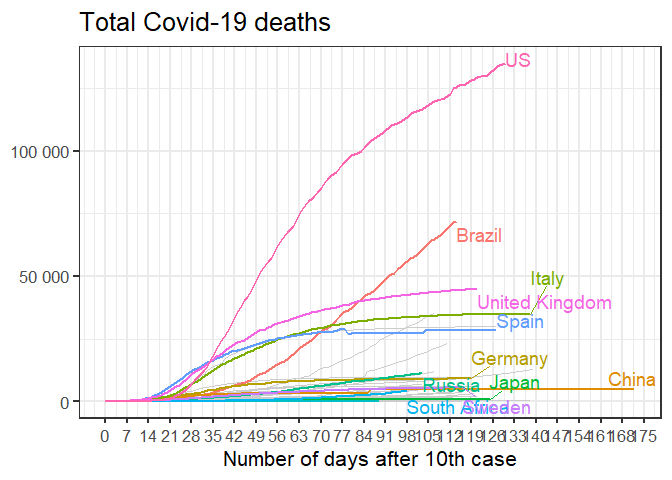 Total Covid-19 deaths
US
100 000
Brazil
Italy
50 000
United Kingdom
Spain
Germany
China
Russia
Japan
0
South Africa
Sweden
0 7 14 21 28 35 42 49 56 63 70 77 84 91 98 105 112 119 126 133 140 147 154 161 168 175
Number of days after 10th case